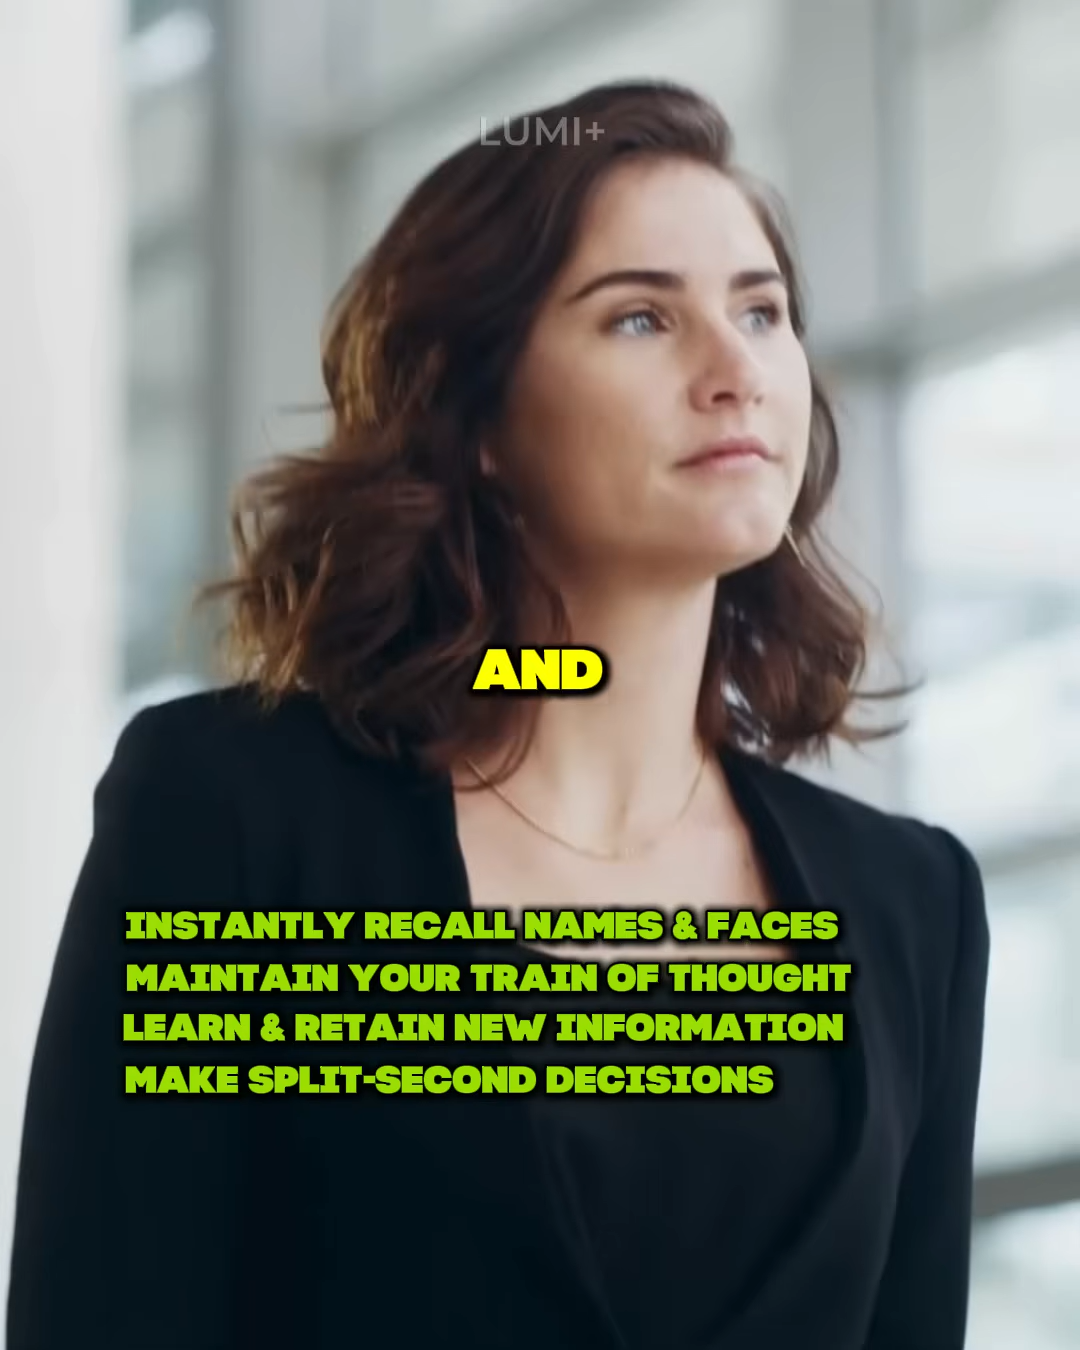 LUMI+
AND
INSTANTLY RECALL NAMES & FACES
MAINTAIN YOUR TRAIN OF THOUGHT
LEARN & RETAIN NEW INFORMATION
MAKE SPLIT-SECOND DECISIONS